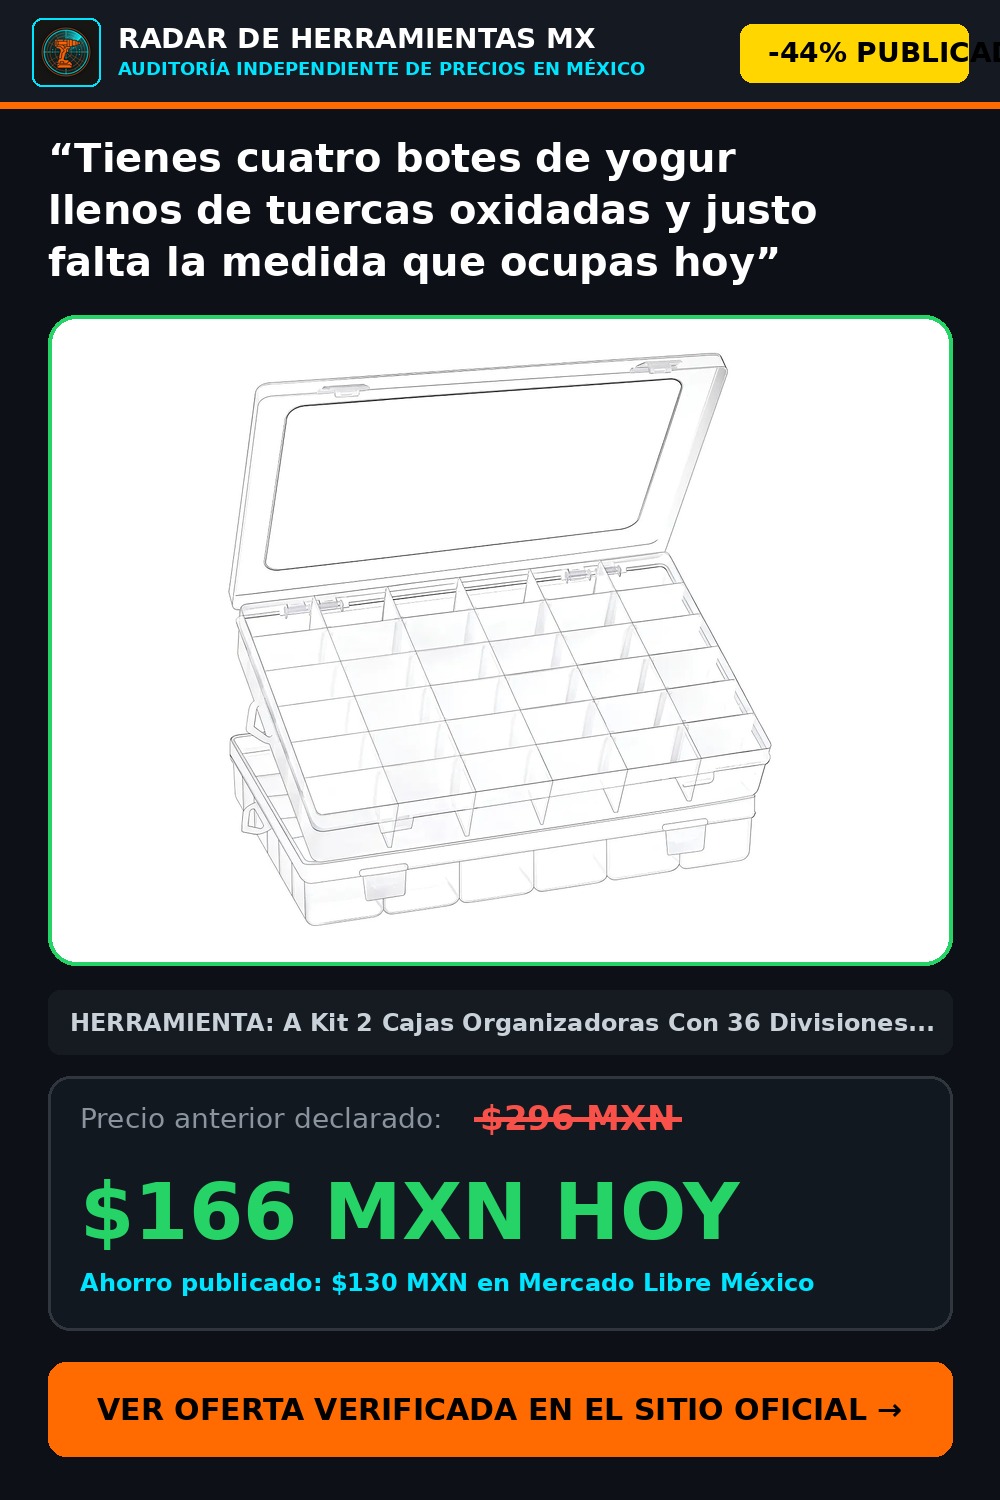 RADAR DE HERRAMIENTAS MX
AUDITORÍA INDEPENDIENTE DE PRECIOS EN MÉXICO
-44% PUBLICAD
“Tienes cuatro botes de yogur
llenos de tuercas oxidadas y justo
falta la medida que ocupas hoy”
HERRAMIENTA: A Kit 2 Cajas Organizadoras Con 36 Divisiones...
Precio anterior declarado: $296 MXN
$166 MXN HOY
Ahorro publicado: $130 MXN en Mercado Libre México
VER OFERTA VERIFICADA EN EL SITIO OFICIAL →